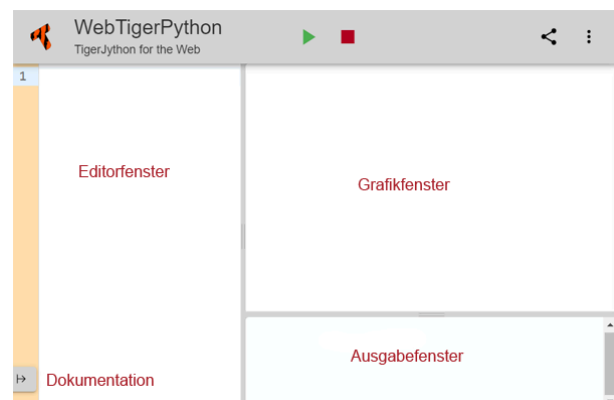 WebTigerPython
TigerJython for the Web
1
Editorfenster
Grafikfenster
Ausgabefenster
Dokumentation